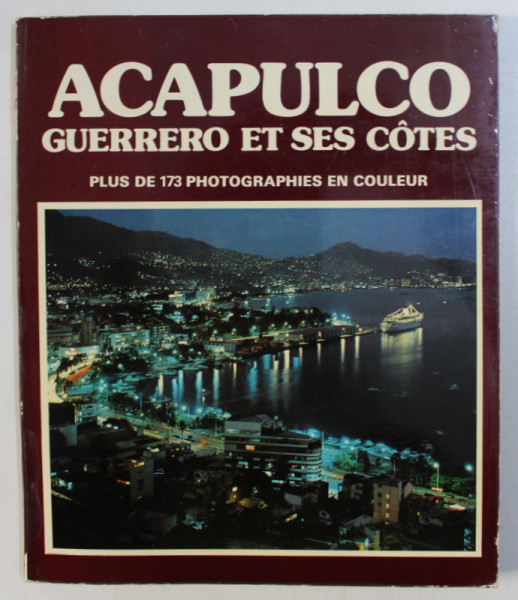 ACAPULCO
GUERRERO ET SES CÔTES
PLUS DE 173 PHOTOGRAPHIES EN COULEUR